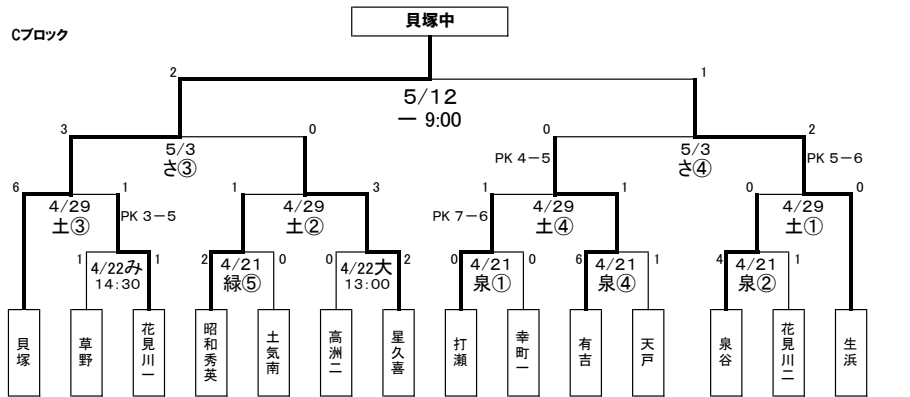 貝塚中
Cブロック
2
1
5/12
一 9:00
3
0
0
2
5/3
さ③
5/3
さ④
PK 4-5
PK 5-6
6
1
1
3
1
1
0
0
4/29
土③
PK 3-5
4/29
土②
PK 7-6
4/29
土④
4/29
土①
1
4/22み
14:30
1
2
4/21
緑⑤
0
0
4/22大
13:00
2
0
4/21
泉①
0
6
4/21
泉④
1
4
4/21
泉②
1
貝塚
草野
花見川一
昭和秀英
土気南
高洲二
星久喜
打瀬
幸町一
有吉
天戸
泉谷
花見川二
生浜